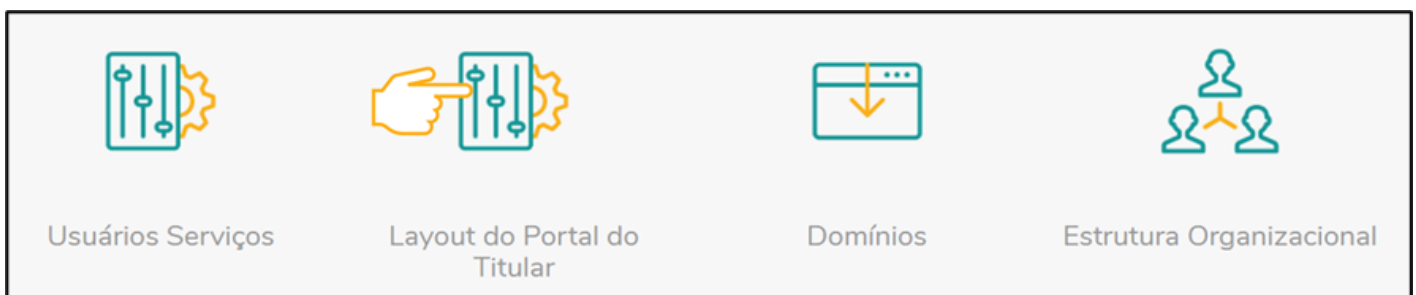 Usuários Serviços
Layout do Portal do
Titular
Domínios
Estrutura Organizacional